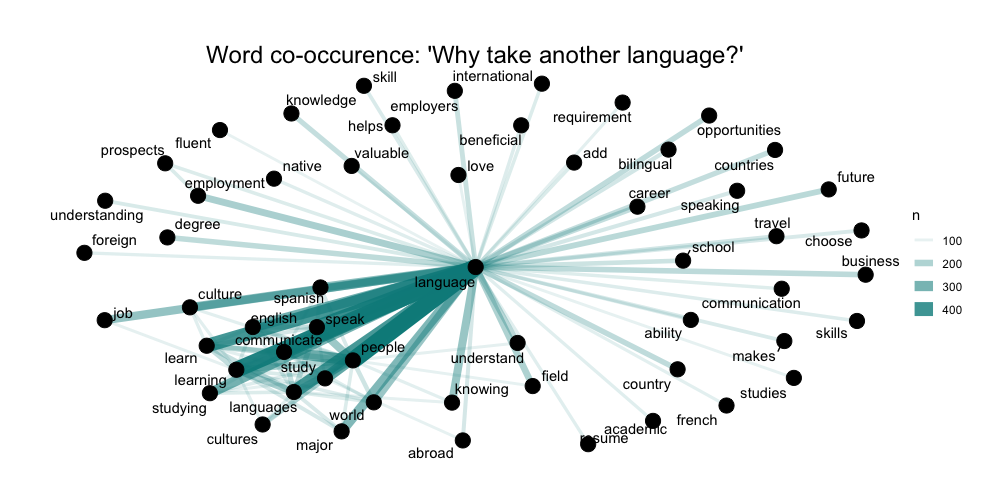 Word co-occurence: 'Why take another language?'
skill
international
knowledge
employers
requirement
helps
beneficial
opportunities
fluent
prospects
valuable
love
add
bilingual
countries
native
employment
career
speaking
future
understanding
degree
travel
n
foreign
school
choose
100
business
200
language
culture
spanish
communication
300
job
english
speak
400
communicate
people
ability
skills
learn
study
understand
makes
learning
field
country
studies
studying
languages
knowing
world
french
cultures
major
academic
abroad
resume